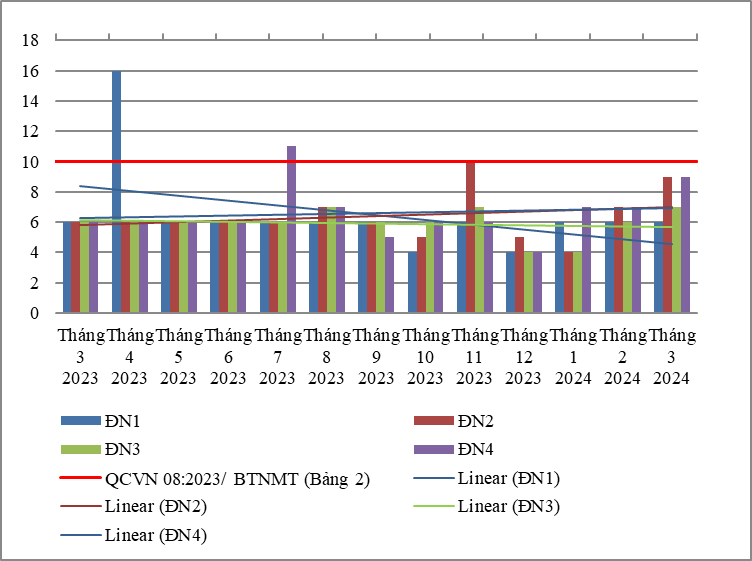 18
16
14
12
10
8
6
4
2
0
Tháng 3 2023
Tháng 4 2023
Tháng 5 2023
Tháng 6 2023
Tháng 7 2023
Tháng 8 2023
Tháng 9 2023
Tháng 10 2023
Tháng 11 2023
Tháng 12 2023
Tháng 1 2024
Tháng 2 2024
Tháng 3 2024
ĐN1
ĐN2
ĐN3
ĐN4
QCVN 08:2023/ BTNMT (Bảng 2)
Linear (ĐN1)
Linear (ĐN2)
Linear (ĐN3)
Linear (ĐN4)